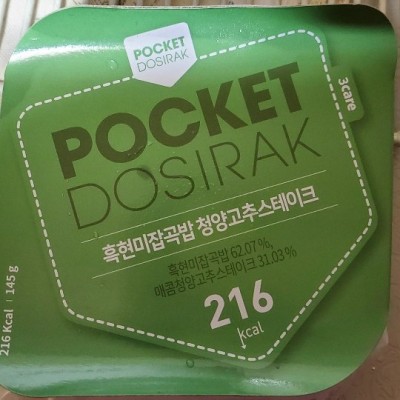 POCKET
DOSIRAK
3care
POCKET
DOSIRAK
흑현미잡곡밥 청양고추스테이크
흑현미잡곡밥 62.07%,
매콤청양고추스테이크 31.03%
216
kcal
216 Kcal | 145 g